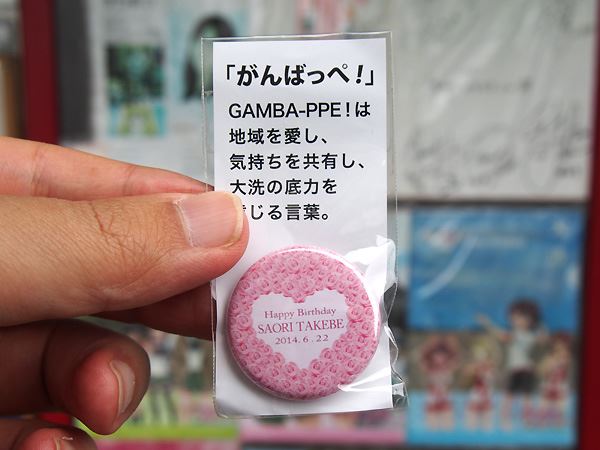 「がんばっぺ!」
GAMBA-PPE!は
地域を愛し、
気持ちを共有し、
大洗の底力を
じる言葉。
Happy Birthday
SAORI TAKEBE
2014.6.22